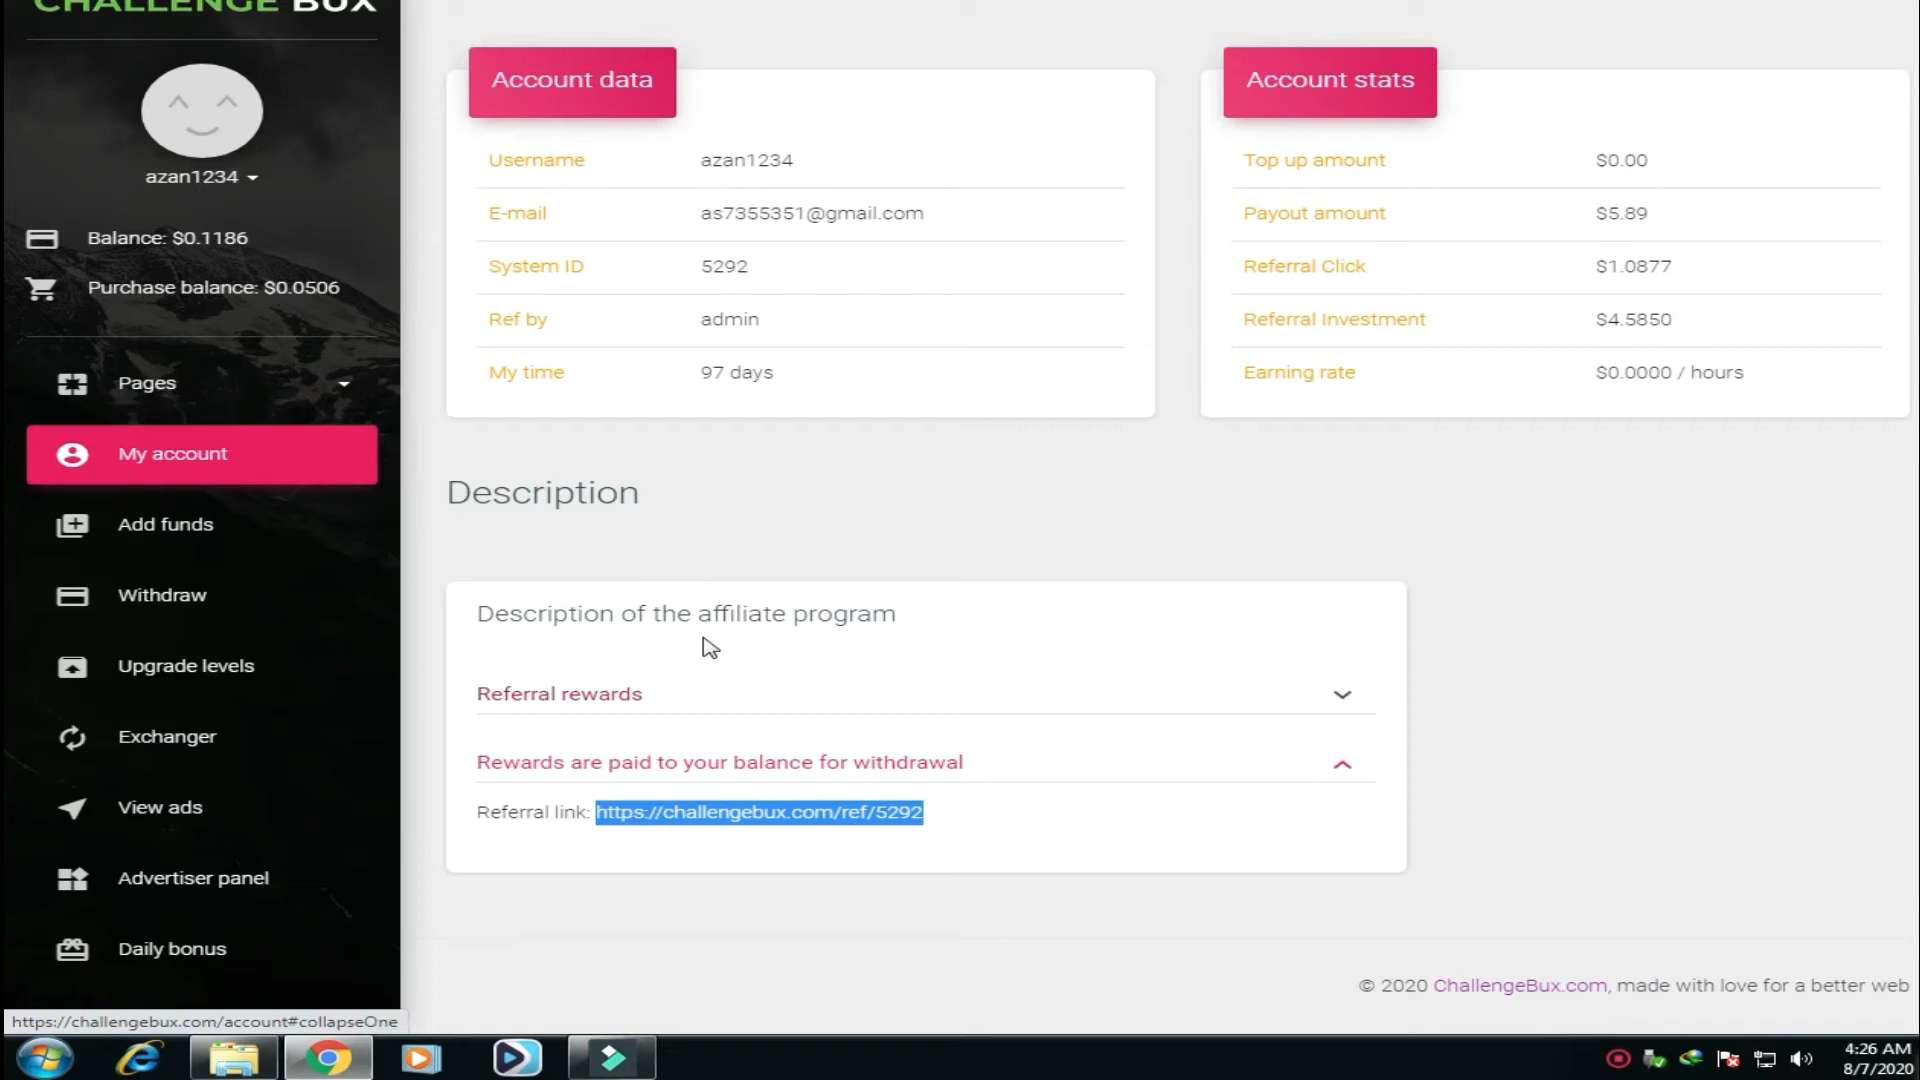 CHALLENGE BUX
azan1234
Balance: $0.1186
Purchase balance: $0.0506
Pages
My account
Add funds
Withdraw
Upgrade levels
Exchanger
View ads
Advertiser panel
Daily bonus
Account data
Username azan1234
E-mail as7355351@gmail.com
System ID 5292
Ref by admin
My time 97 days
Account stats
Top up amount $0.00
Payout amount $5.89
Referral Click $1.0877
Referral Investment $4.5850
Earning rate $0.0000 / hours
Description
Description of the affiliate program
Referral rewards
Rewards are paid to your balance for withdrawal
Referral link: https://challengebux.com/ref/5292
© 2020 ChallengeBux.com, made with love for a better web
https://challengebux.com/account#collapseOne
4:26 AM
8/7/2020